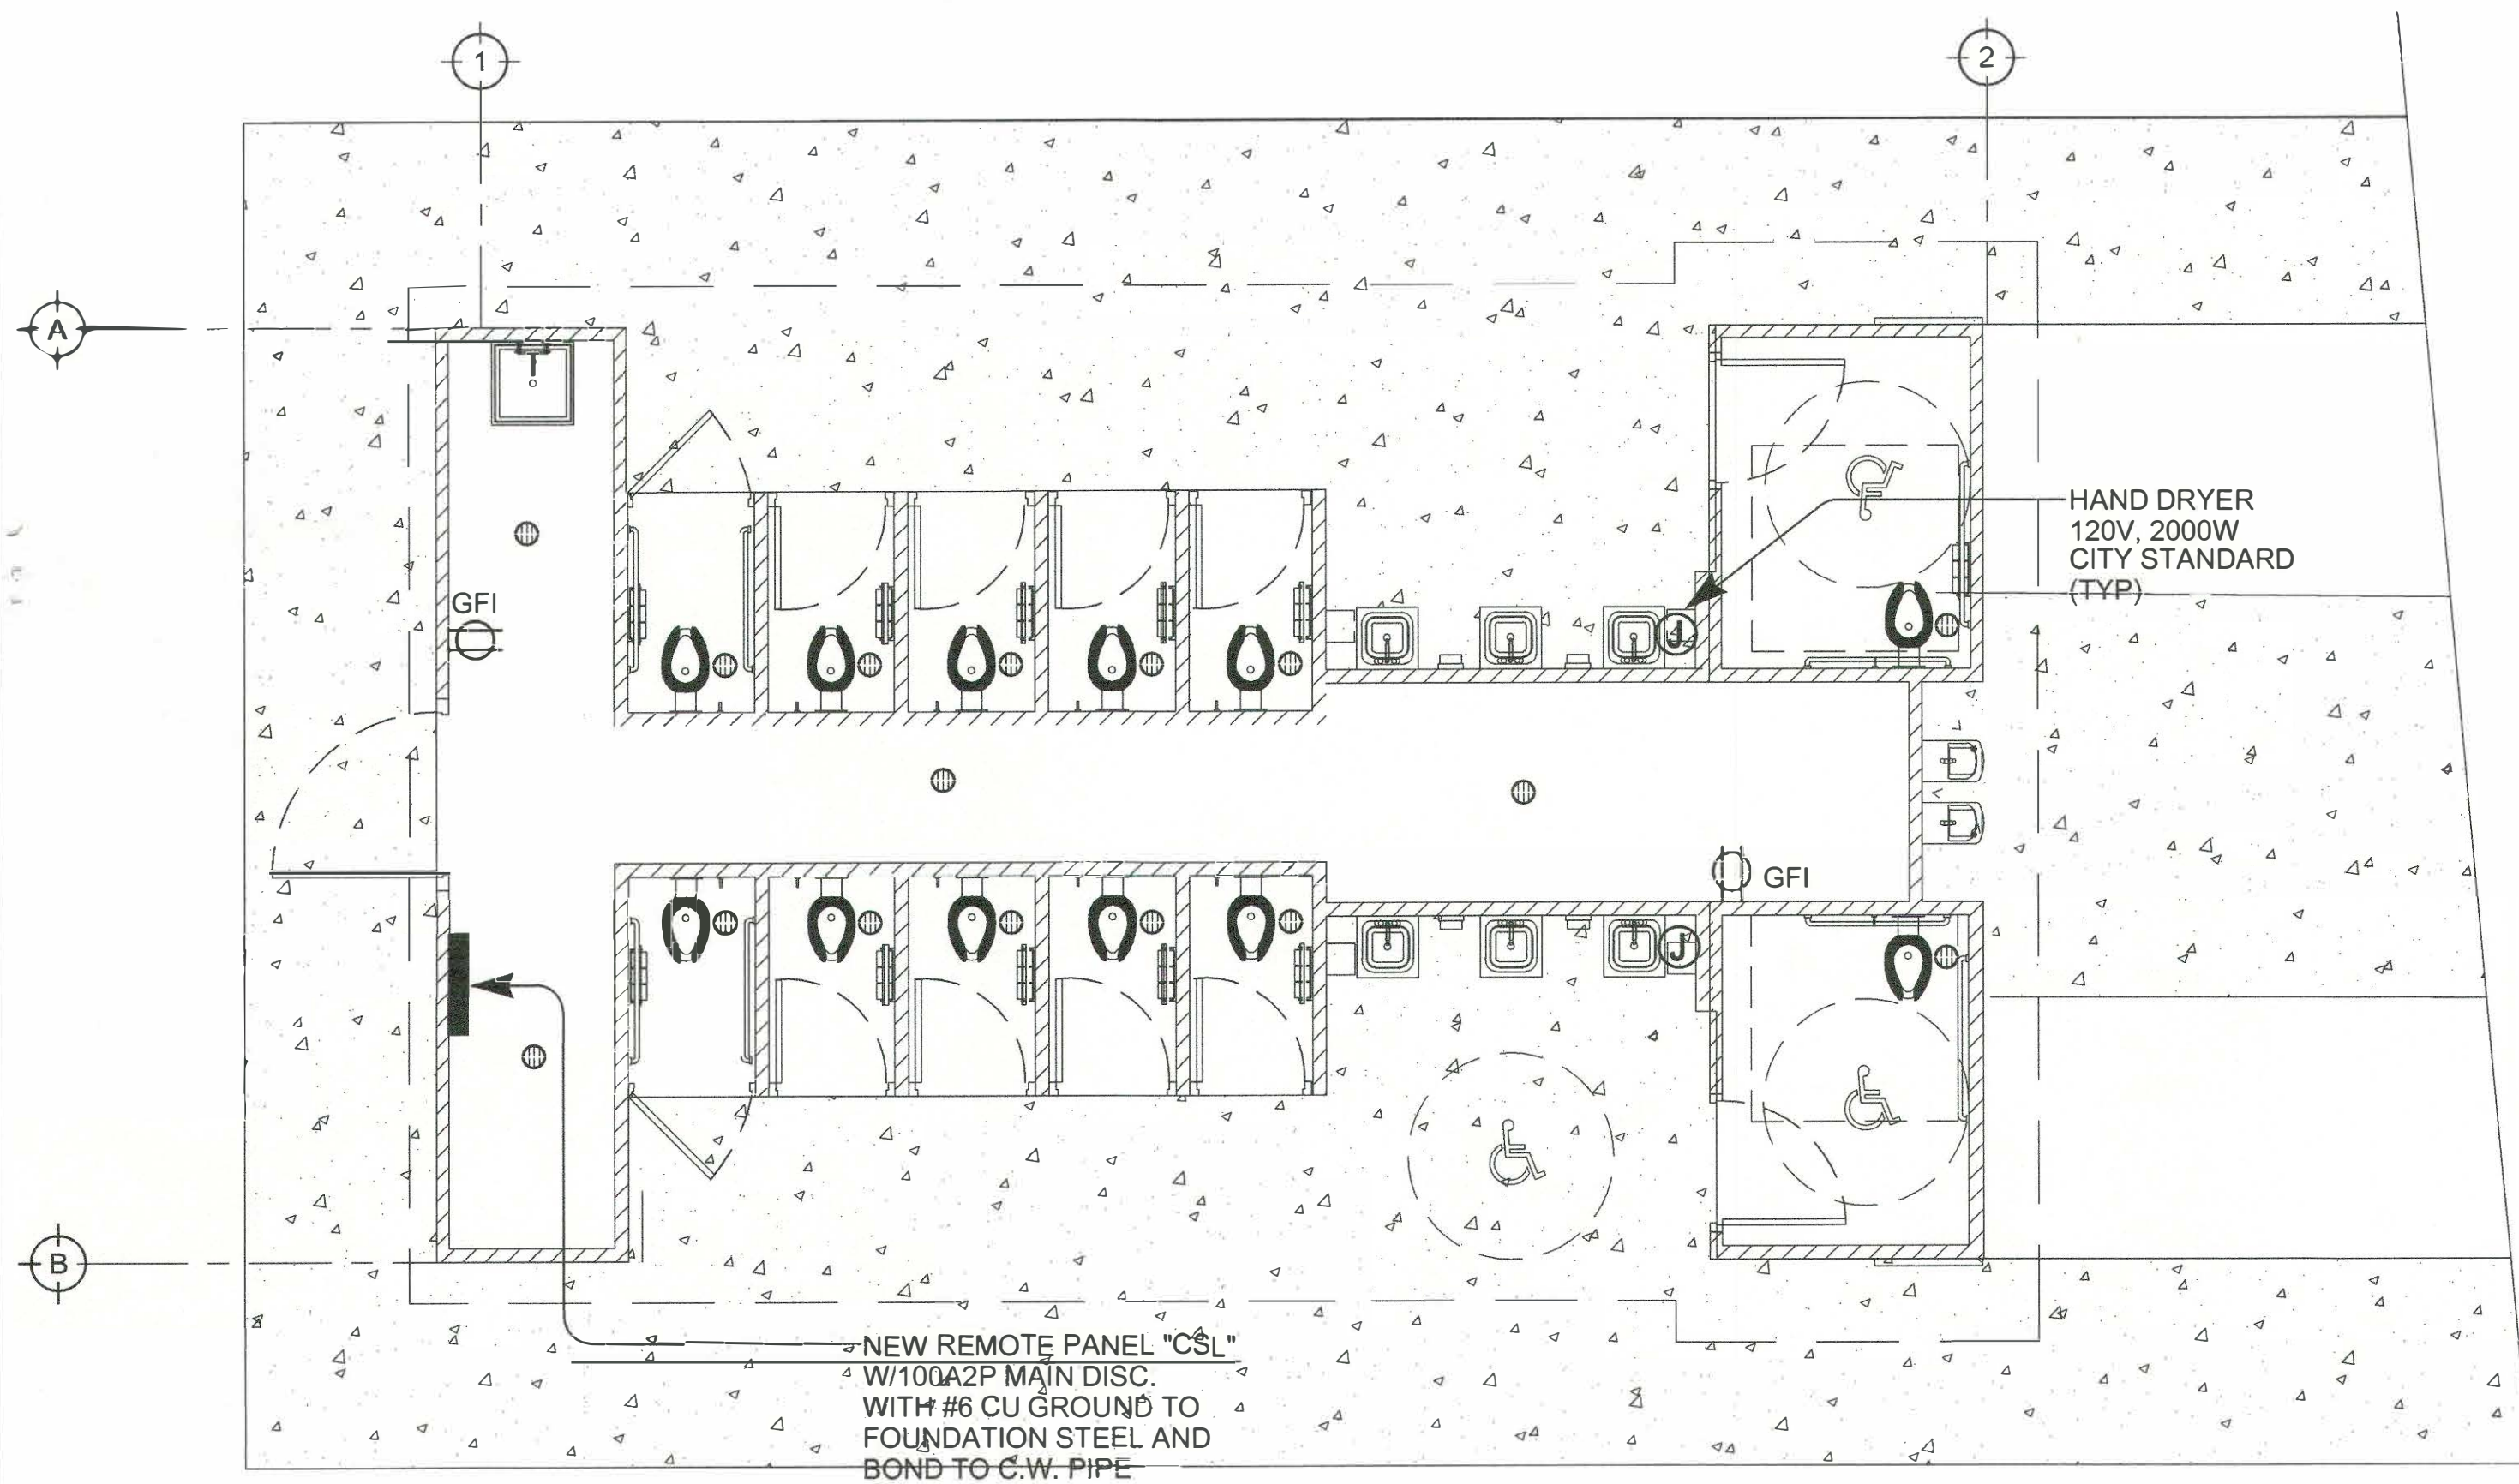 1
2
A
HAND DRYER
120V, 2000W
CITY STANDARD
(TYP)
GFI
J
GFI
J
B
NEW REMOTE PANEL "CSL"
W/100A2P MAIN DISC.
WITH #6 CU GROUND TO
FOUNDATION STEEL AND
BOND TO C.W. PIPE